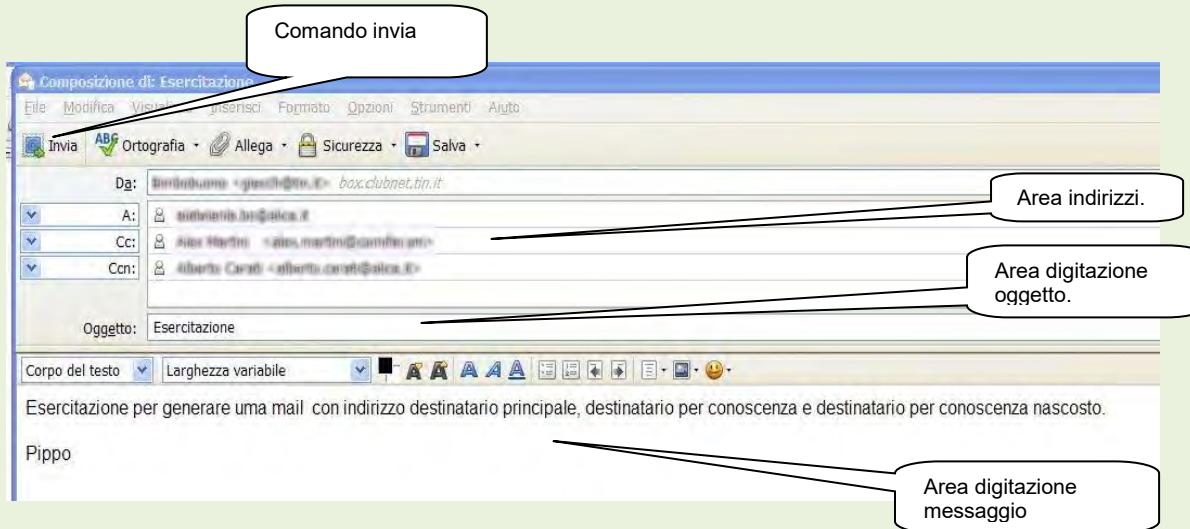 Comando invia
Composizione di: Esercitazione
File Modifica Inserisci Formato Opzioni Strumenti Aiuto
Invia Ortografia Allega Sicurezza Salva
Da: box.clubnet.tin.it
A:
Area indirizzi.
Cc:
Ccn:
Area digitazione
oggetto.
Oggetto: Esercitazione
Corpo del testo Larghezza variabile
Esercitazione per generare uma mail con indirizzo destinatario principale, destinatario per conoscenza e destinatario per conoscenza nascosto.
Pippo
Area digitazione
messaggio